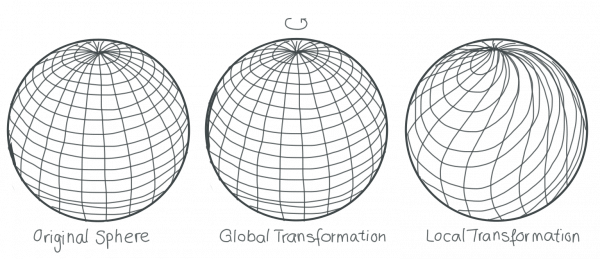 Original Sphere
Global Transformation
Local Transformation